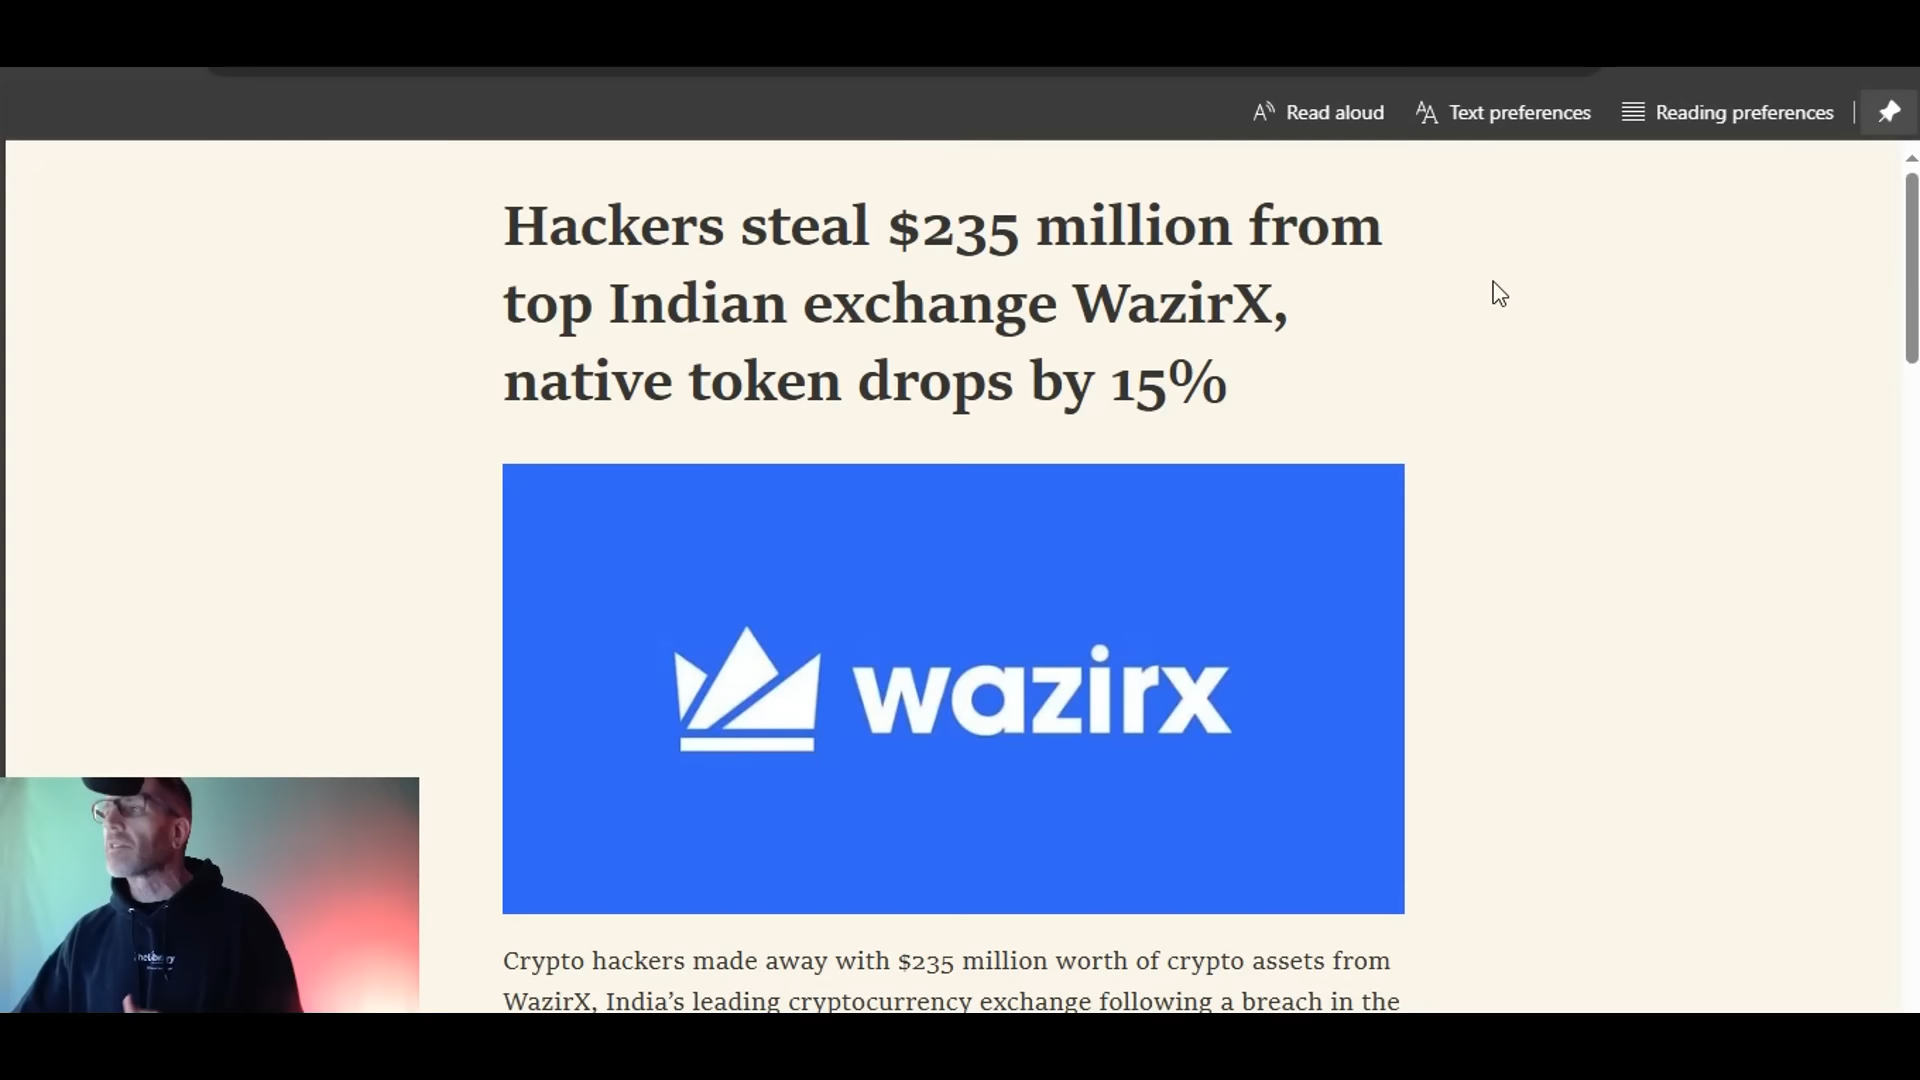 Read aloud
Text preferences
Reading preferences
Hackers steal $235 million from
top Indian exchange WazirX,
native token drops by 15%
wazirx
Crypto hackers made away with $235 million worth of crypto assets from
WazirX, India’s leading cryptocurrency exchange following a breach in the